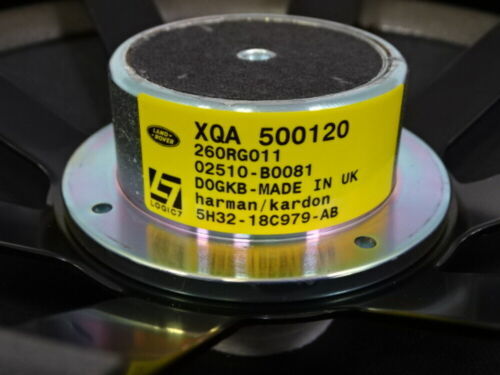 LAND-
ROVER
XQA 500120
260RG011
02510-B0081
DOGKB-MADE IN UK
harman/kardon
LOGIC7
5H32-18C979-AB